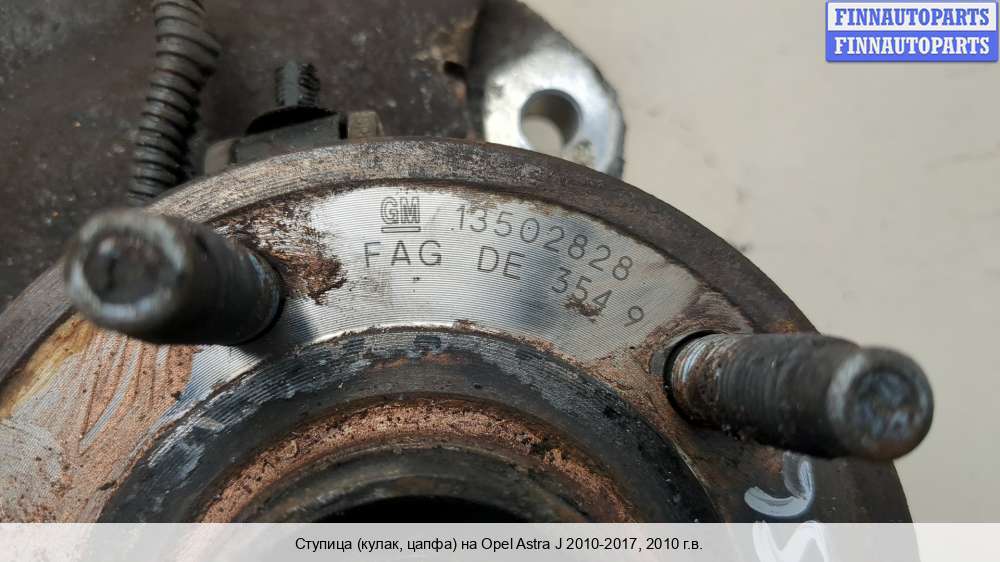 FINNAUTOPARTS
FINNAUTOPARTS
GM 13502828
FAG DE 354 9
Ступица (кулак, цапфа) на Opel Astra J 2010-2017, 2010 г.в.